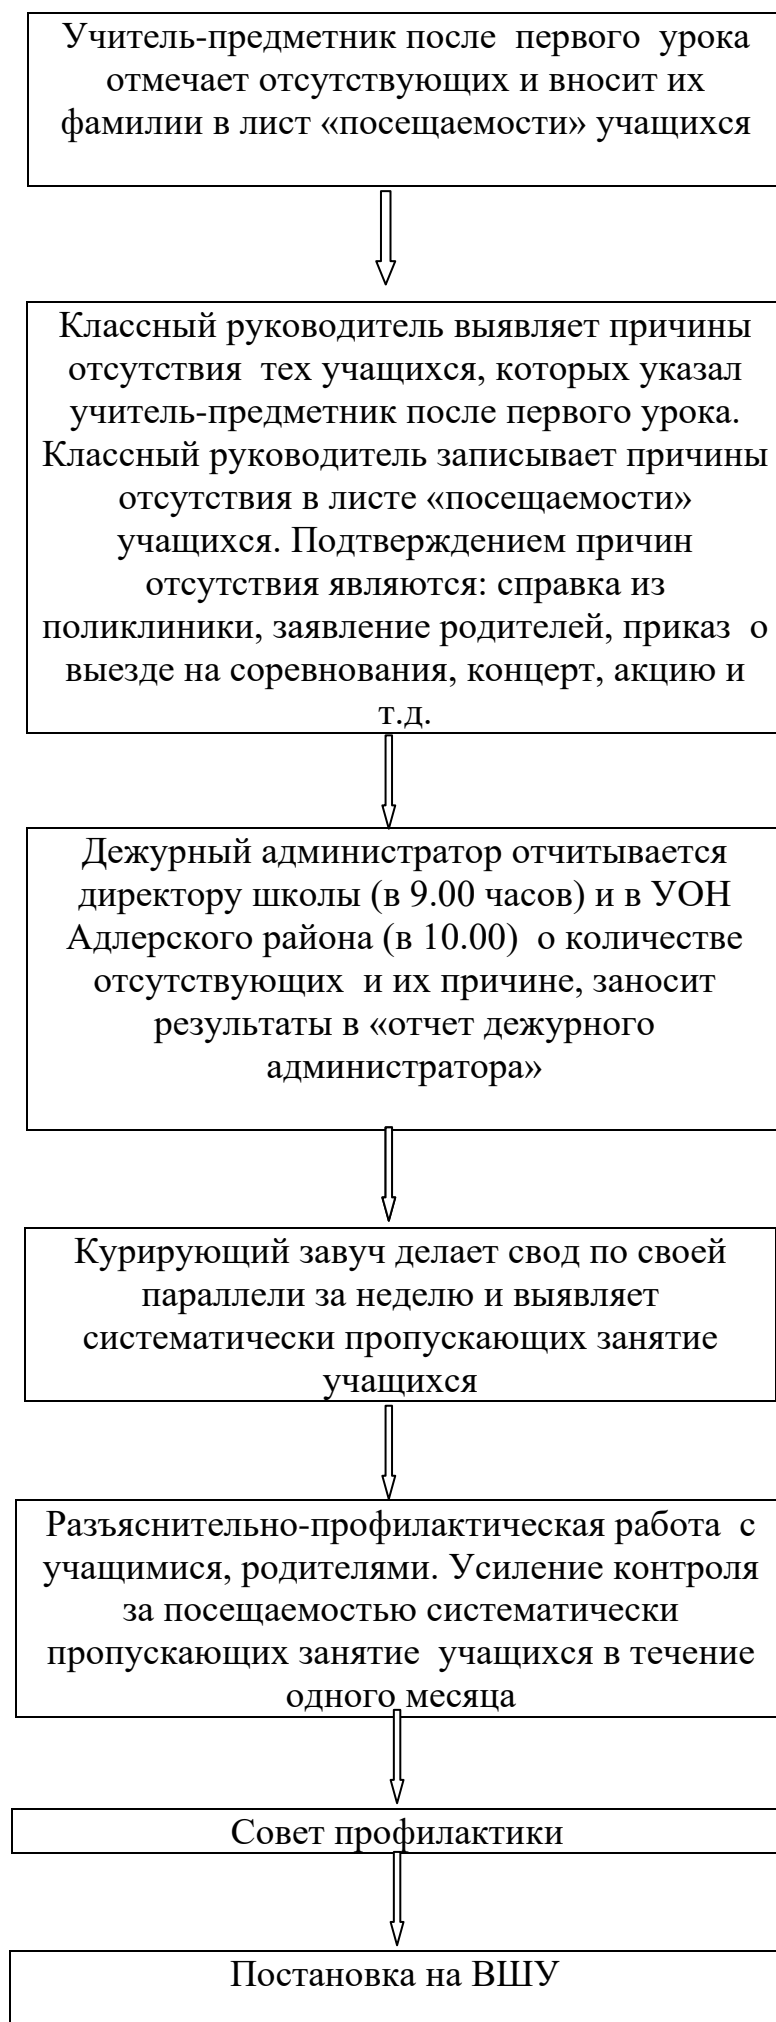 Учитель-предметник после первого урока
отмечает отсутствующих и вносит их
фамилии в лист «посещаемости» учащихся
Классный руководитель выявляет причины
отсутствия тех учащихся, которых указал
учитель-предметник после первого урока.
Классный руководитель записывает причины
отсутствия в листе «посещаемости»
учащихся. Подтверждением причин
отсутствия являются: справка из
поликлиники, заявление родителей, приказ о
выезде на соревнования, концерт, акцию и
т.д.
Дежурный администратор отчитывается
директору школы (в 9.00 часов) и в УОН
Адлерского района (в 10.00) о количестве
отсутствующих и их причине, заносит
результаты в «отчет дежурного
администратора»
Курирующий завуч делает свод по своей
параллели за неделю и выявляет
систематически пропускающих занятие
учащихся
Разъяснительно-профилактическая работа с
учащимися, родителями. Усиление контроля
за посещаемостью систематически
пропускающих занятие учащихся в течение
одного месяца
Совет профилактики
Постановка на ВШУ